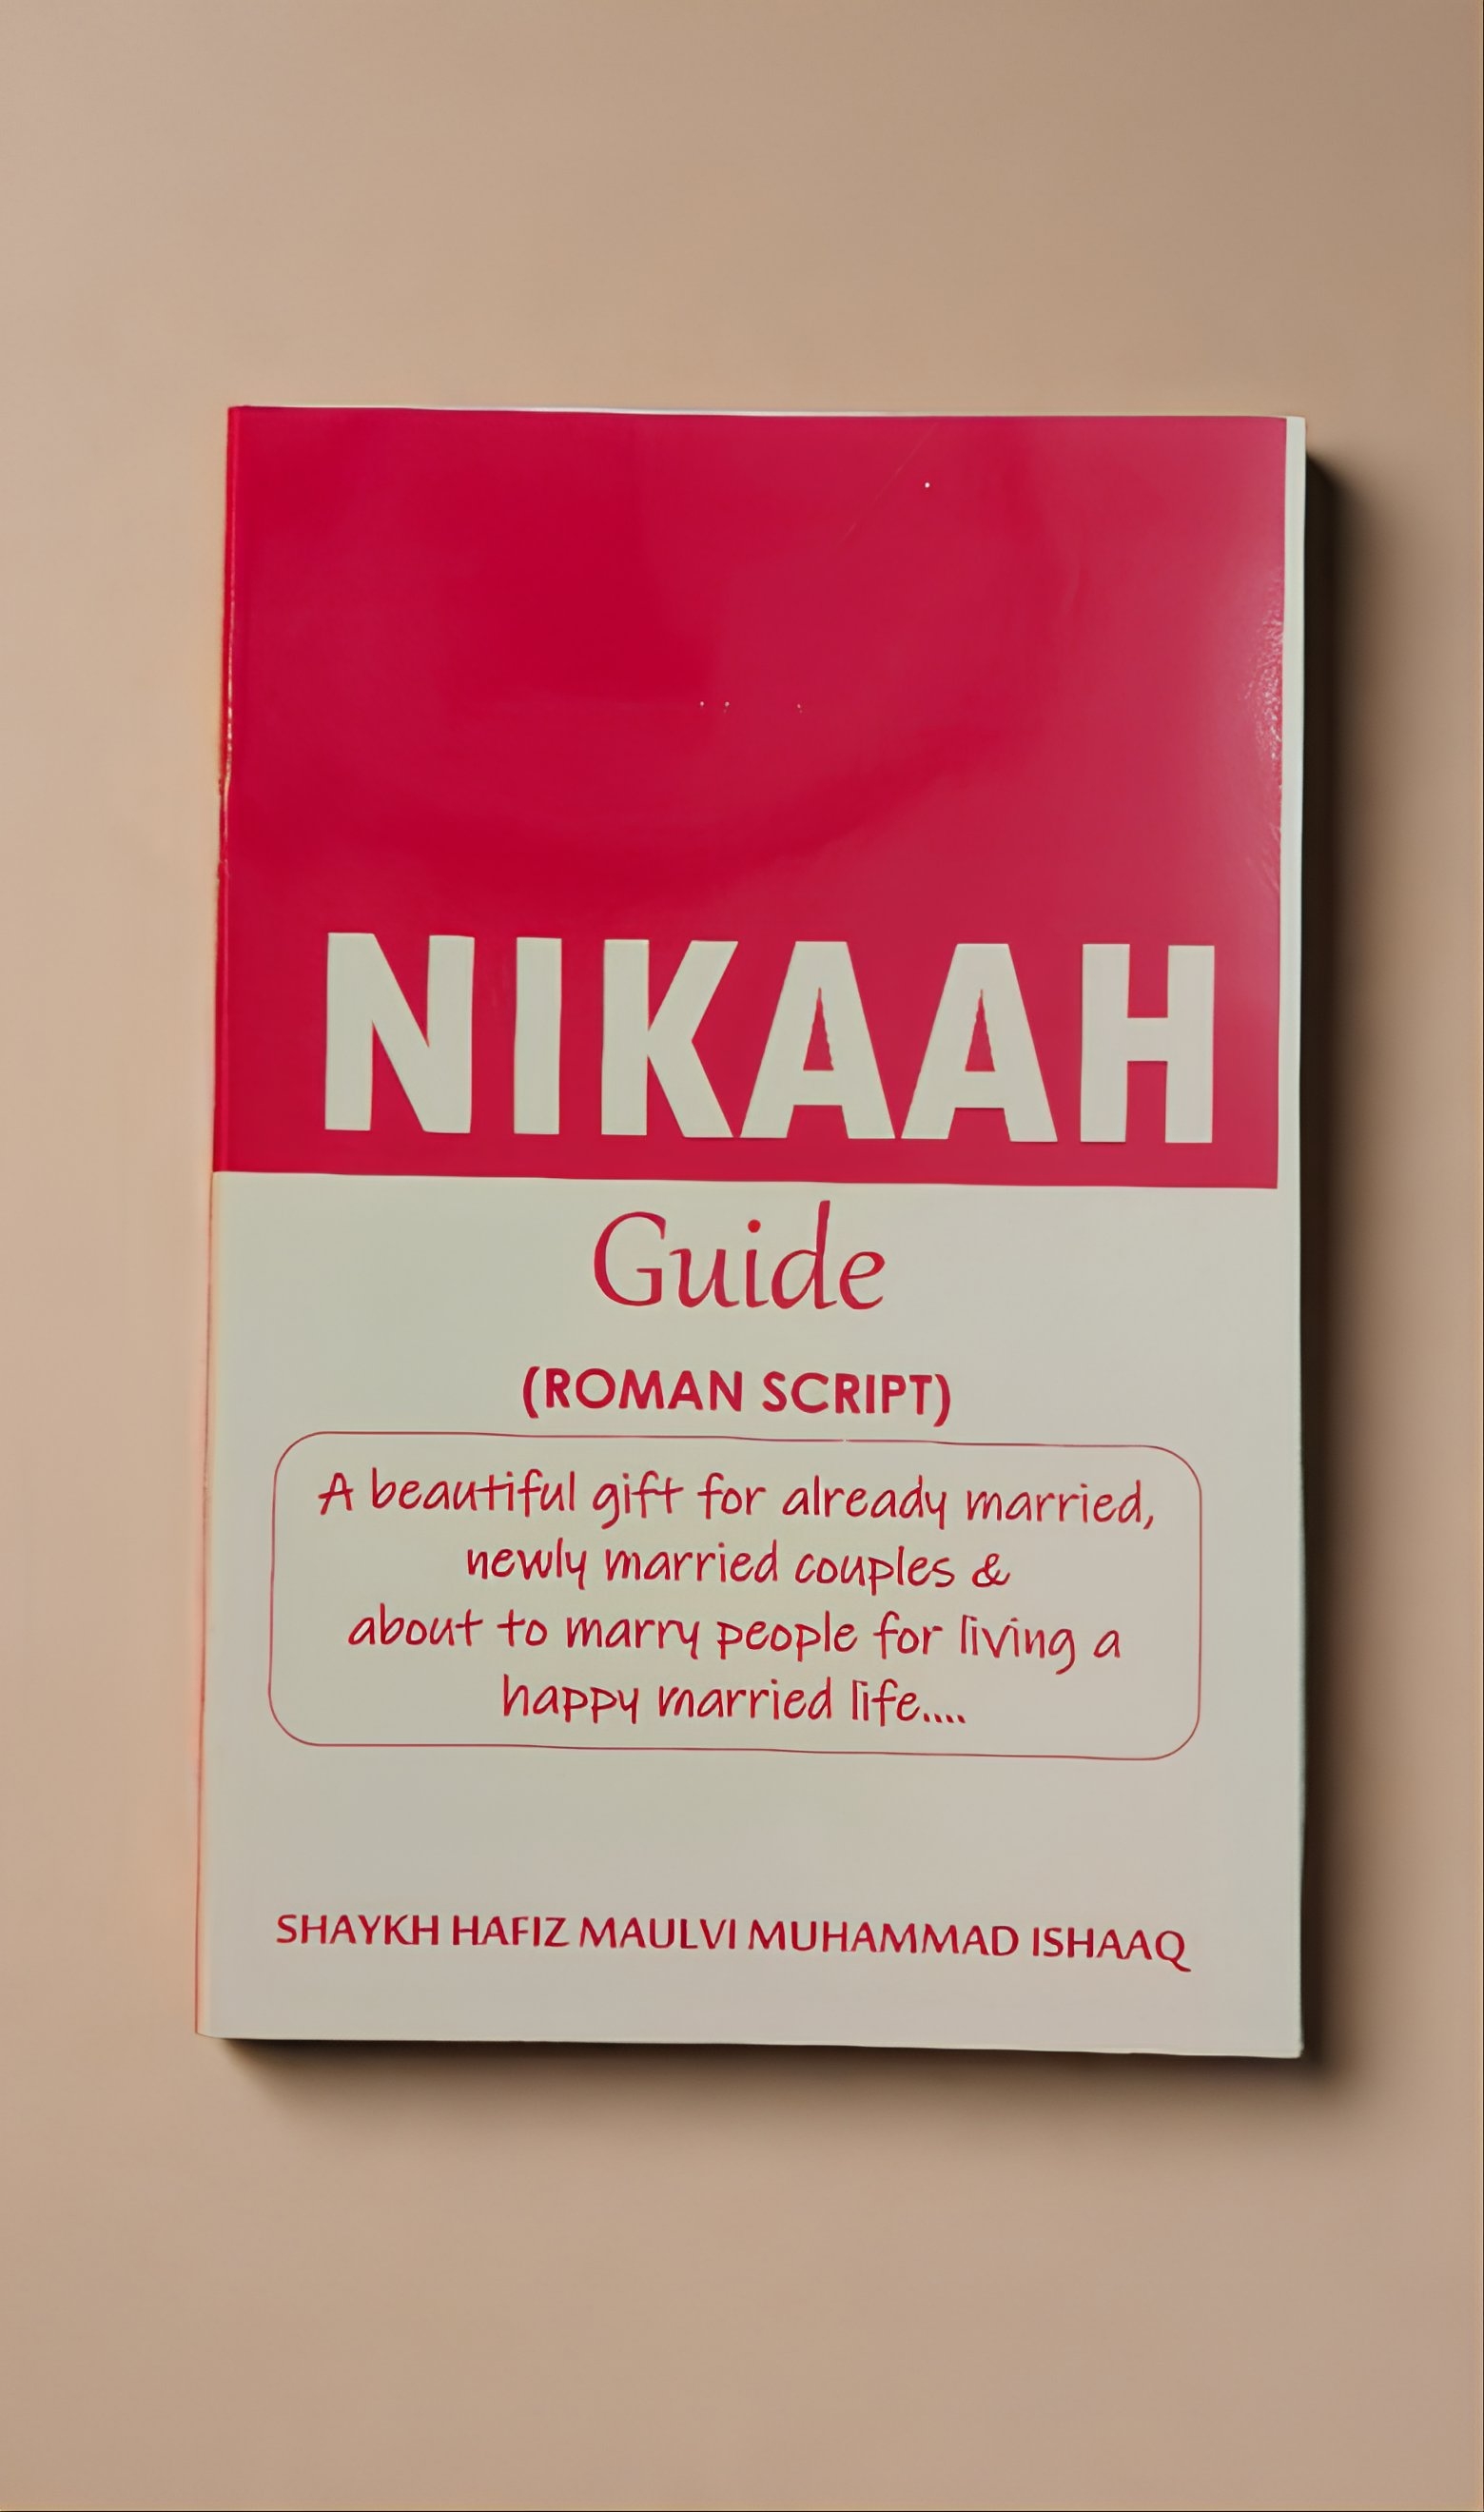 NIKAAH
Guide
(ROMAN SCRIPT)
A beautiful gift for already married,
newly married couples &
about to marry people for living a
happy married life....
SHAYKH HAFIZ MAULVI MUHAMMAD ISHAAQ